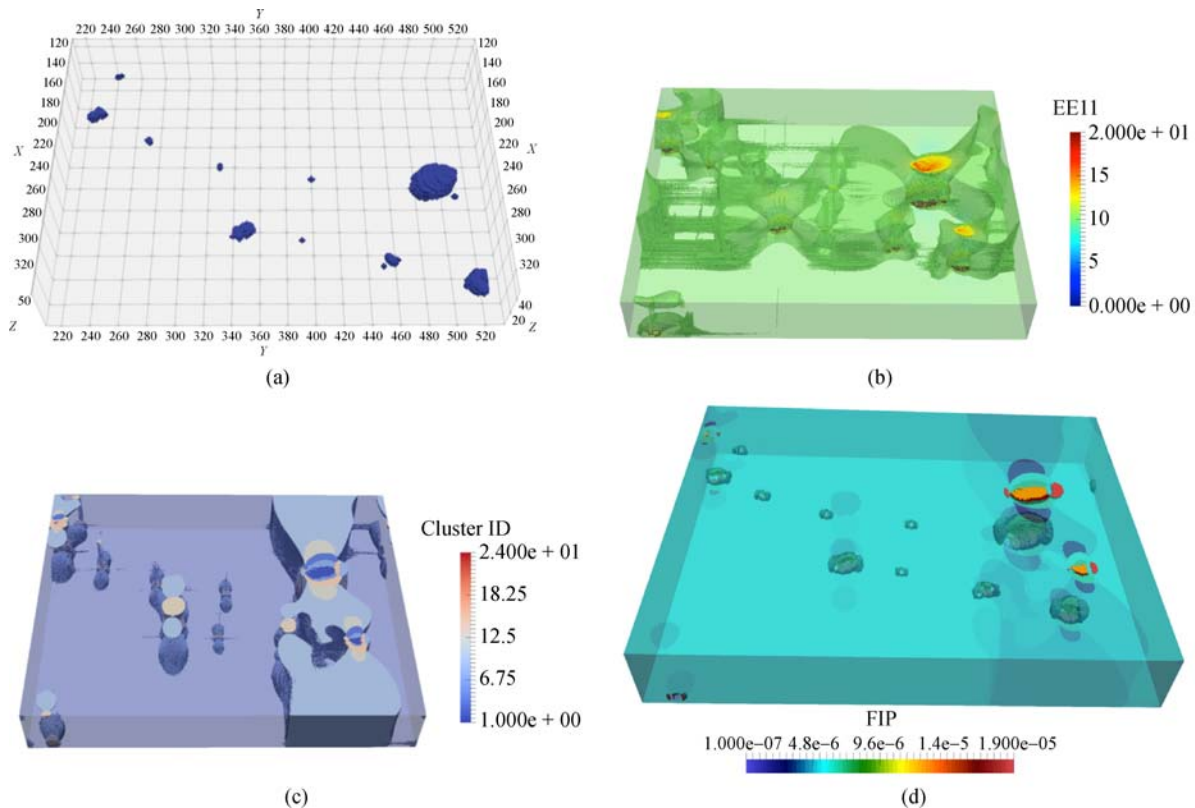 Y
220 240 260 280 300 320 340 360 380 400 420 440 460 480 500 520
120 120
140 140
160 160
180 180
200 200
220 220
X 240 240 X
260 260
280 280
300 300
320 320
50 40
Z 20 Z
220 240 260 280 300 320 340 360 380 400 420 440 460 480 500 520
Y
(a)
EE11
2.000e + 01
15
10
5
0.000e + 00
(b)
Cluster ID
2.400e + 01
18.25
12.5
6.75
1.000e + 00
(c)
FIP
1.000e−07 4.8e−6 9.6e−6 1.4e−5 1.900e−05
(d)